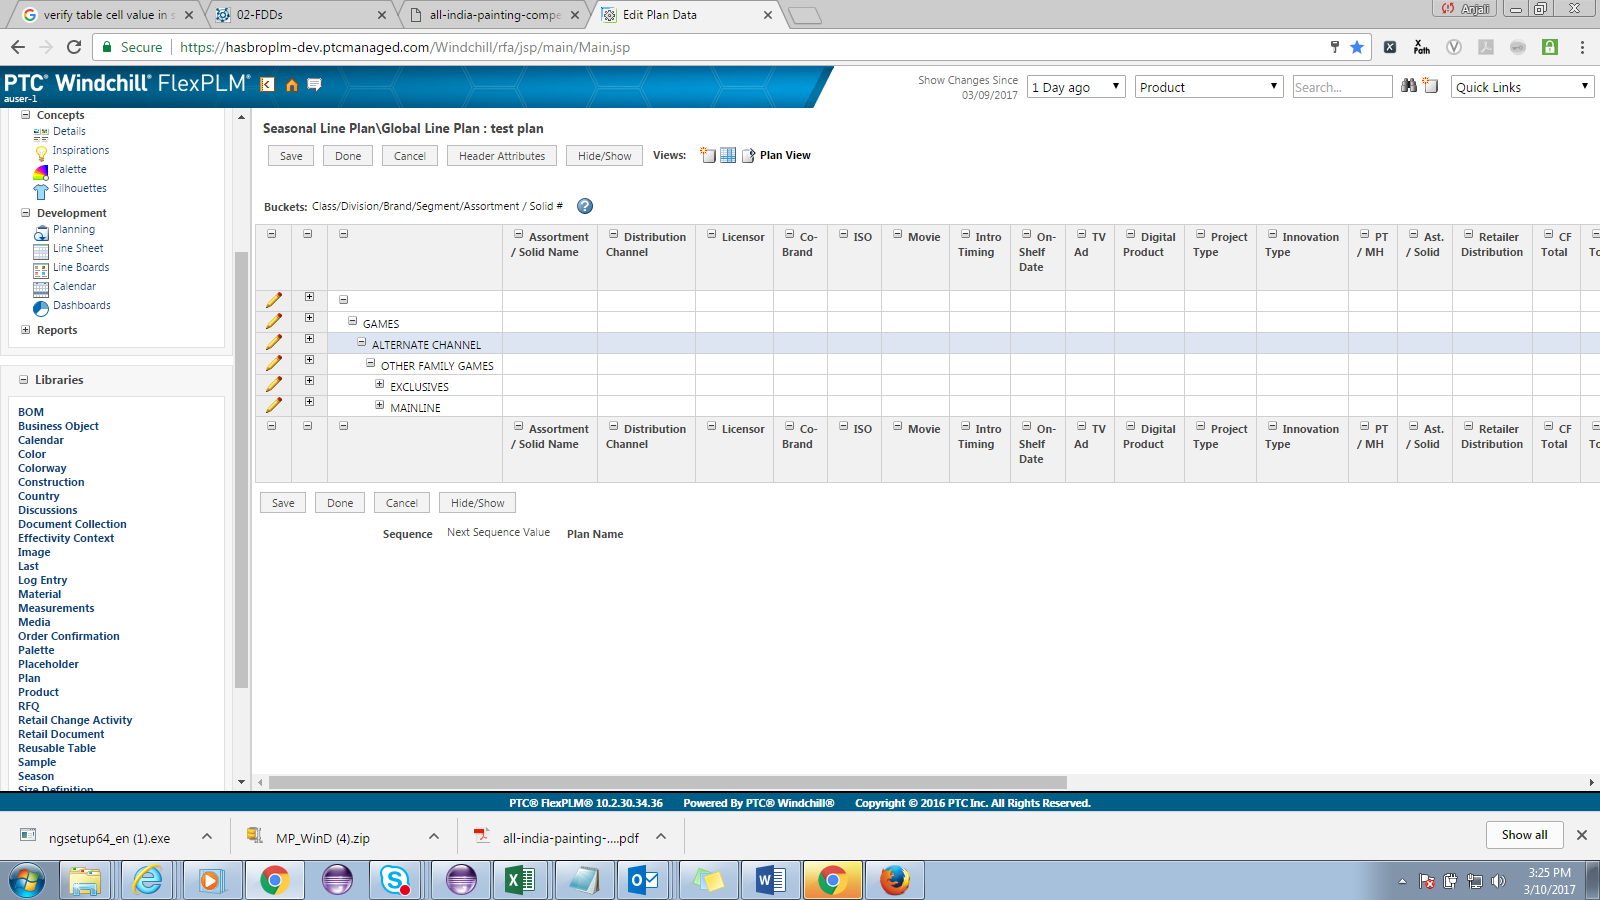 verify table cell value in s
02-FDDs
all-india-painting-compe
Edit Plan Data
Anjali
Secure
https://hasbroplm-dev.ptcmanaged.com/Windchill/rfa/jsp/main/Main.jsp
X Path
PTC® Windchill® FlexPLM®
auser-1
Show Changes Since
03/09/2017
1 Day ago
Product
Search...
Quick Links
Concepts
Details
Inspirations
Palette
Silhouettes
Development
Planning
Line Sheet
Line Boards
Calendar
Dashboards
Reports
Libraries
BOM
Business Object
Calendar
Color
Colorway
Construction
Country
Discussions
Document Collection
Effectivity Context
Image
Last
Log Entry
Material
Measurements
Media
Order Confirmation
Palette
Placeholder
Plan
Product
RFQ
Retail Change Activity
Retail Document
Reusable Table
Sample
Season
Size Definition
Seasonal Line Plan\Global Line Plan : test plan
Save Done Cancel Header Attributes Hide/Show Views: Plan View
Buckets: Class/Division/Brand/Segment/Assortment / Solid #
Assortment / Solid Name
Distribution Channel
Licensor
Co-Brand
ISO
Movie
Intro Timing
On-Shelf Date
TV Ad
Digital Product
Project Type
Innovation Type
PT / MH
Ast. / Solid
Retailer Distribution
CF Total
GAMES
ALTERNATE CHANNEL
OTHER FAMILY GAMES
EXCLUSIVES
MAINLINE
Assortment / Solid Name
Distribution Channel
Licensor
Co-Brand
ISO
Movie
Intro Timing
On-Shelf Date
TV Ad
Digital Product
Project Type
Innovation Type
PT / MH
Ast. / Solid
Retailer Distribution
CF Total
Save Done Cancel Hide/Show
Sequence Next Sequence Value Plan Name
PTC® FlexPLM® 10.2.30.34.36 Powered By PTC® Windchill® Copyright © 2016 PTC Inc. All Rights Reserved.
ngsetup64_en (1).exe
MP_WinD (4).zip
all-india-painting-....pdf
Show all
3:25 PM
3/10/2017